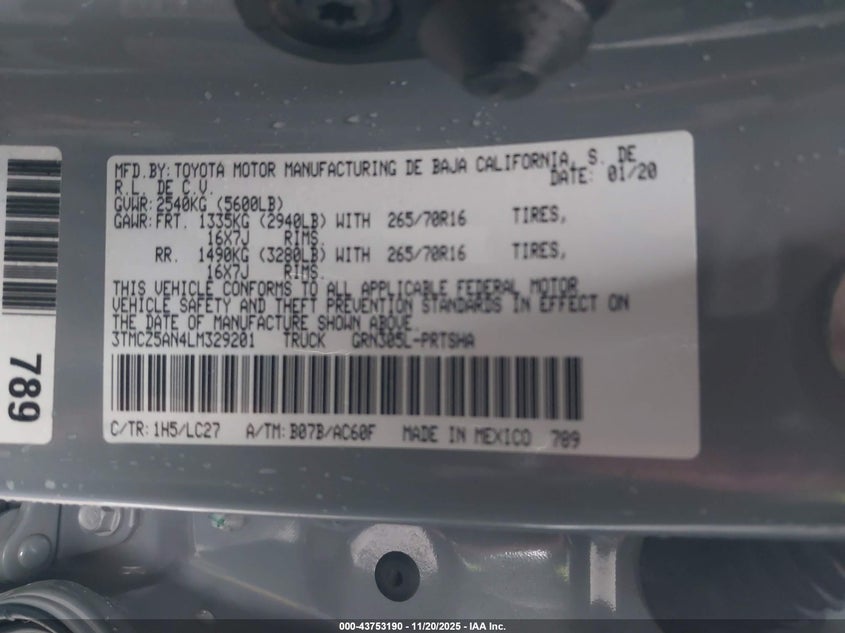 MFD.BY:TOYOTA MOTOR MANUFACTURING DE BAJA CALIFORNIA, S. DE
R.L. DE C.V. DATE: 01/20
GVWR:2540KG (5600LB)
GAWR:FRT. 1335KG (2940LB) WITH 265/70R16 TIRES,
16X7J RIMS.
RR. 1490KG (3280LB) WITH 265/70R16 TIRES,
16X7J RIMS.
THIS VEHICLE CONFORMS TO ALL APPLICABLE FEDERAL MOTOR
VEHICLE SAFETY AND THEFT PREVENTION STANDARDS IN EFFECT ON
THE DATE OF MANUFACTURE SHOWN ABOVE.
3TMCZ5AN4LM329201 TRUCK GRN305L-PRTSHA
C/TR:1H5/LC27 A/TM:B07B/AC60F MADE IN MEXICO 789
789
000-43753190 - 11/20/2025 - IAA Inc.